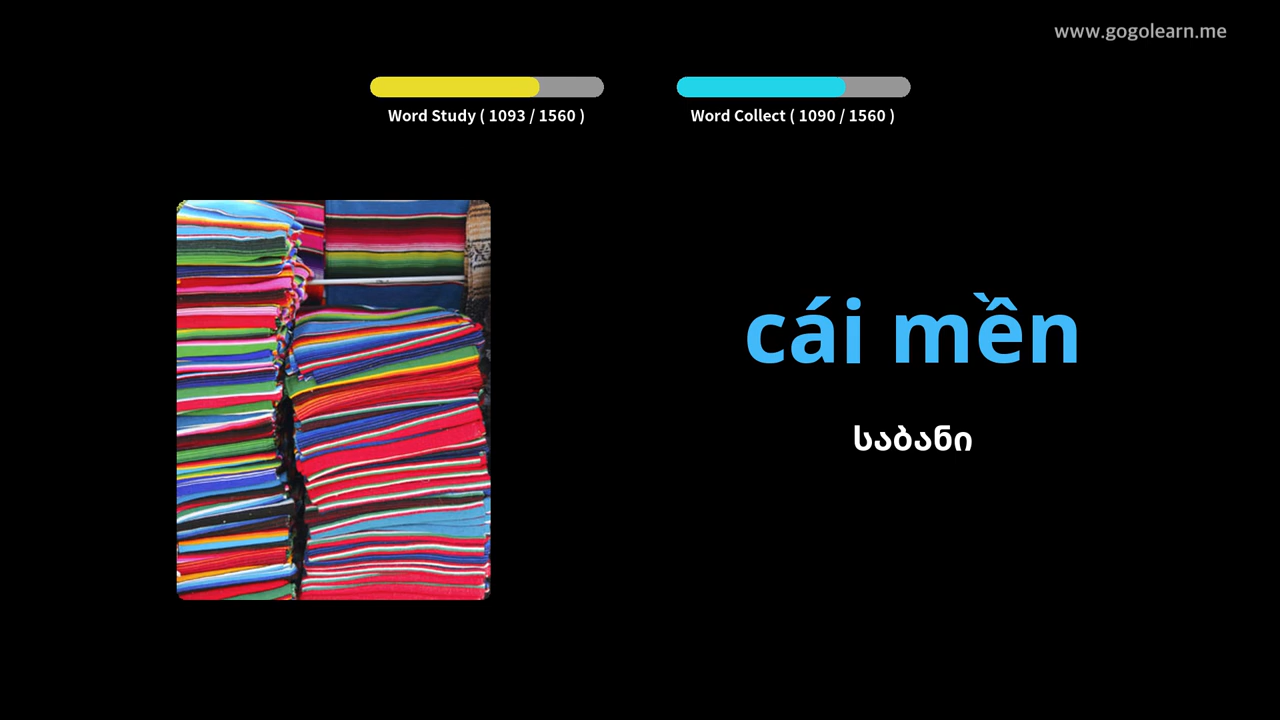 www.gogolearn.me
Word Study ( 1093 / 1560 )
Word Collect ( 1090 / 1560 )
cái mền
საბანი